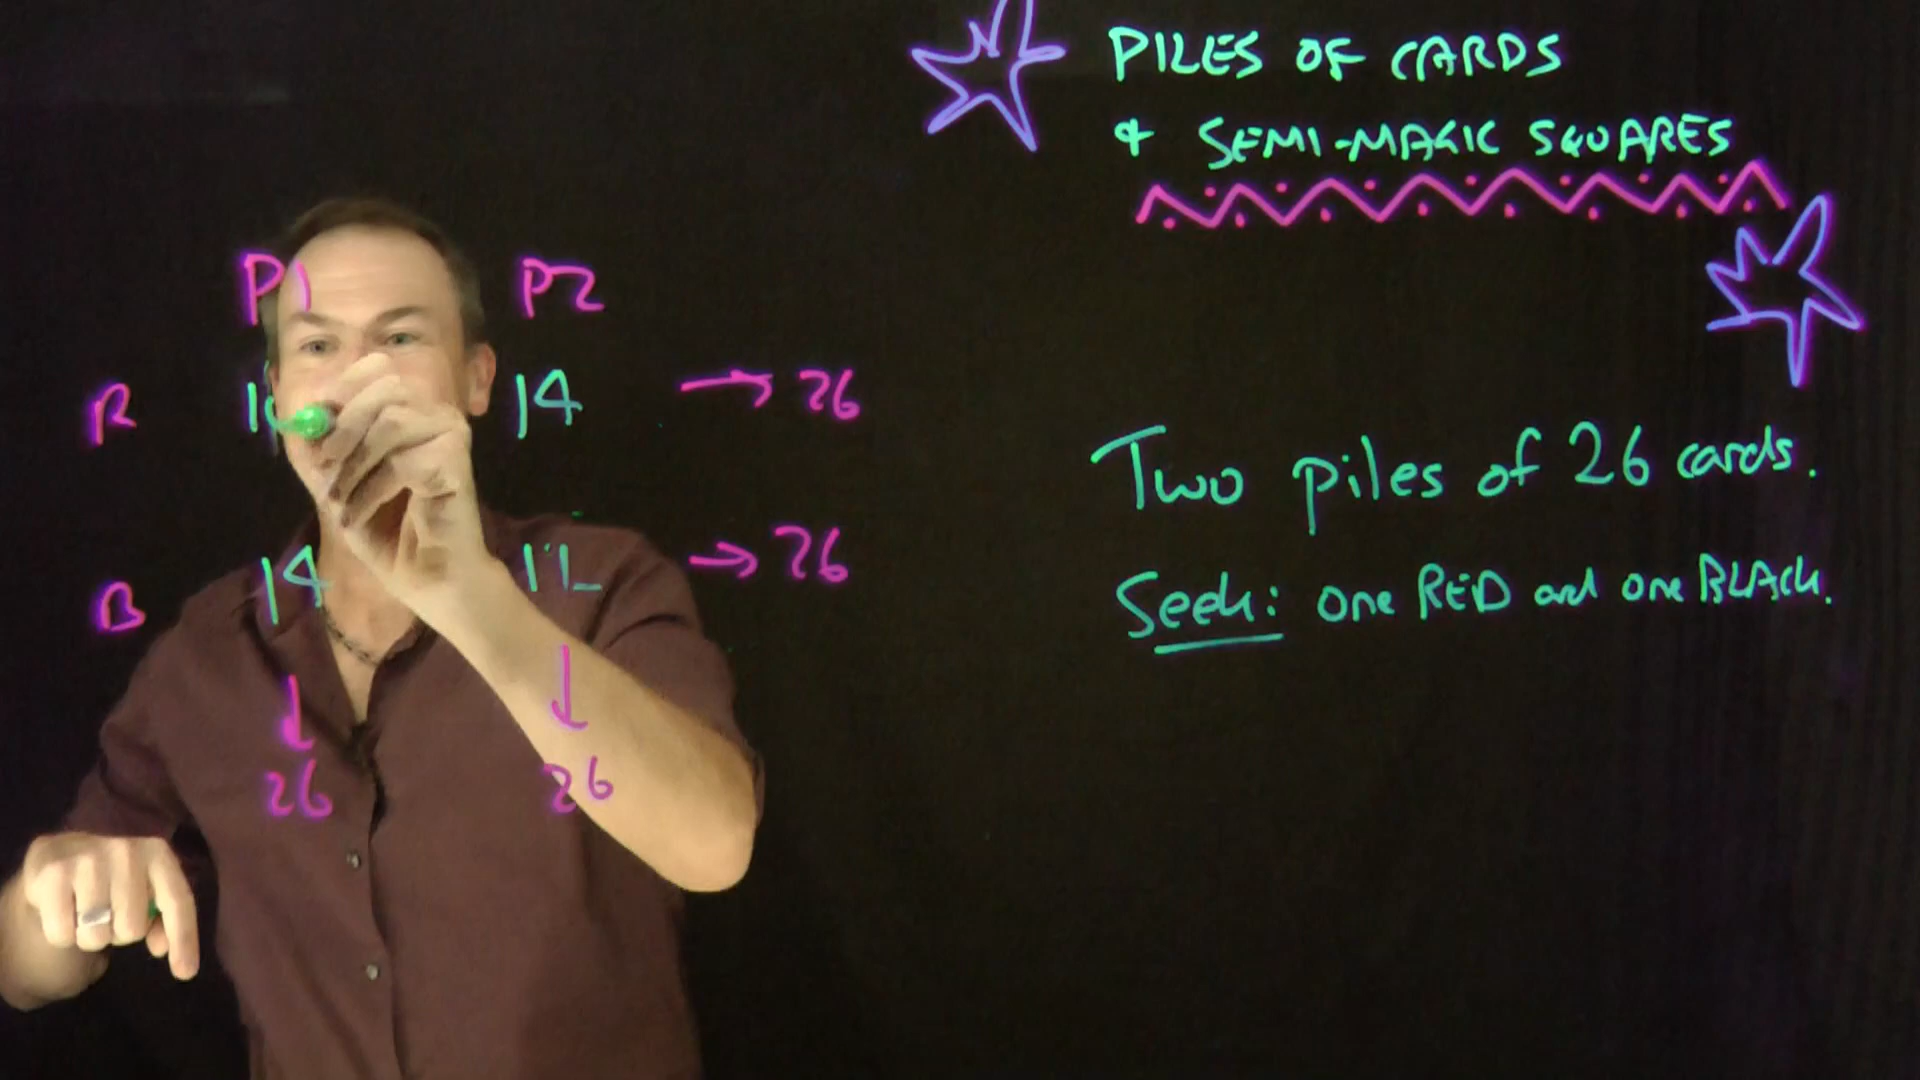 PILES OF CARDS
& SEMI-MAGIC SQUARES
P1 P2
R 14 → 26
B 14 12 → 26
↓ ↓
26 26
Two piles of 26 cards.
Seek: one RED and one BLACK.